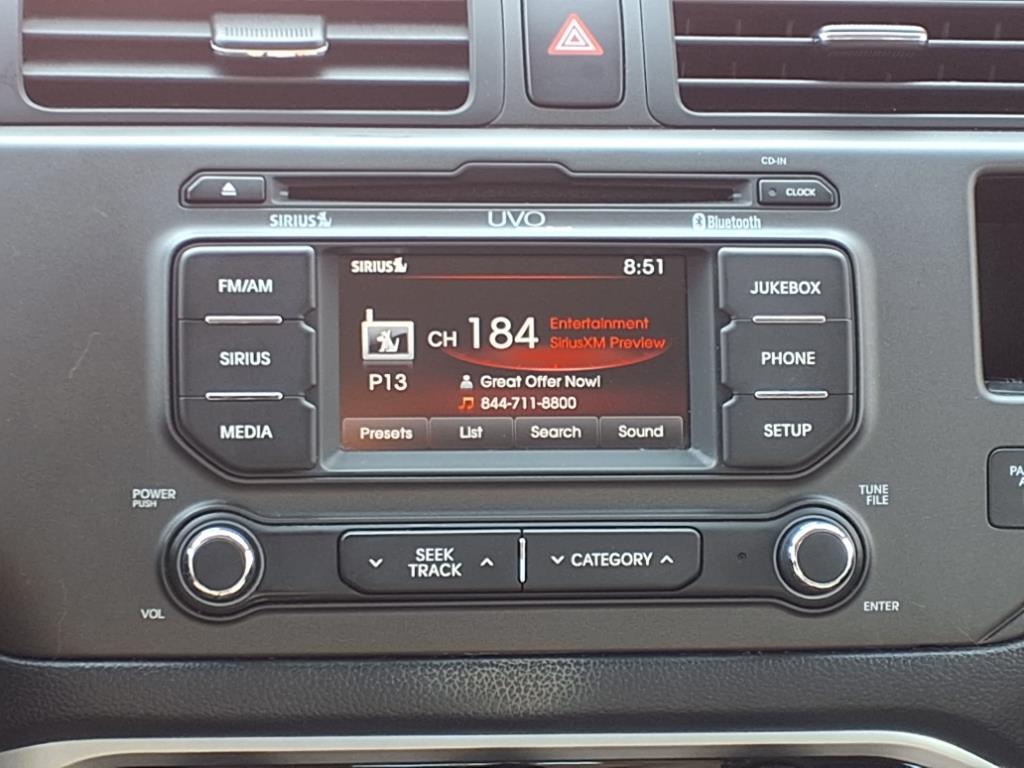 CD-IN
CLOCK
SIRIUS
UVO
Bluetooth
FM/AM
SIRIUS
MEDIA
SIRIUS
8:51
CH 184
Entertainment
SiriusXM Preview
P13
Great Offer Now!
844-711-8800
Presets
List
Search
Sound
JUKEBOX
PHONE
SETUP
POWER
PUSH
VOL
SEEK
TRACK
CATEGORY
TUNE
FILE
ENTER